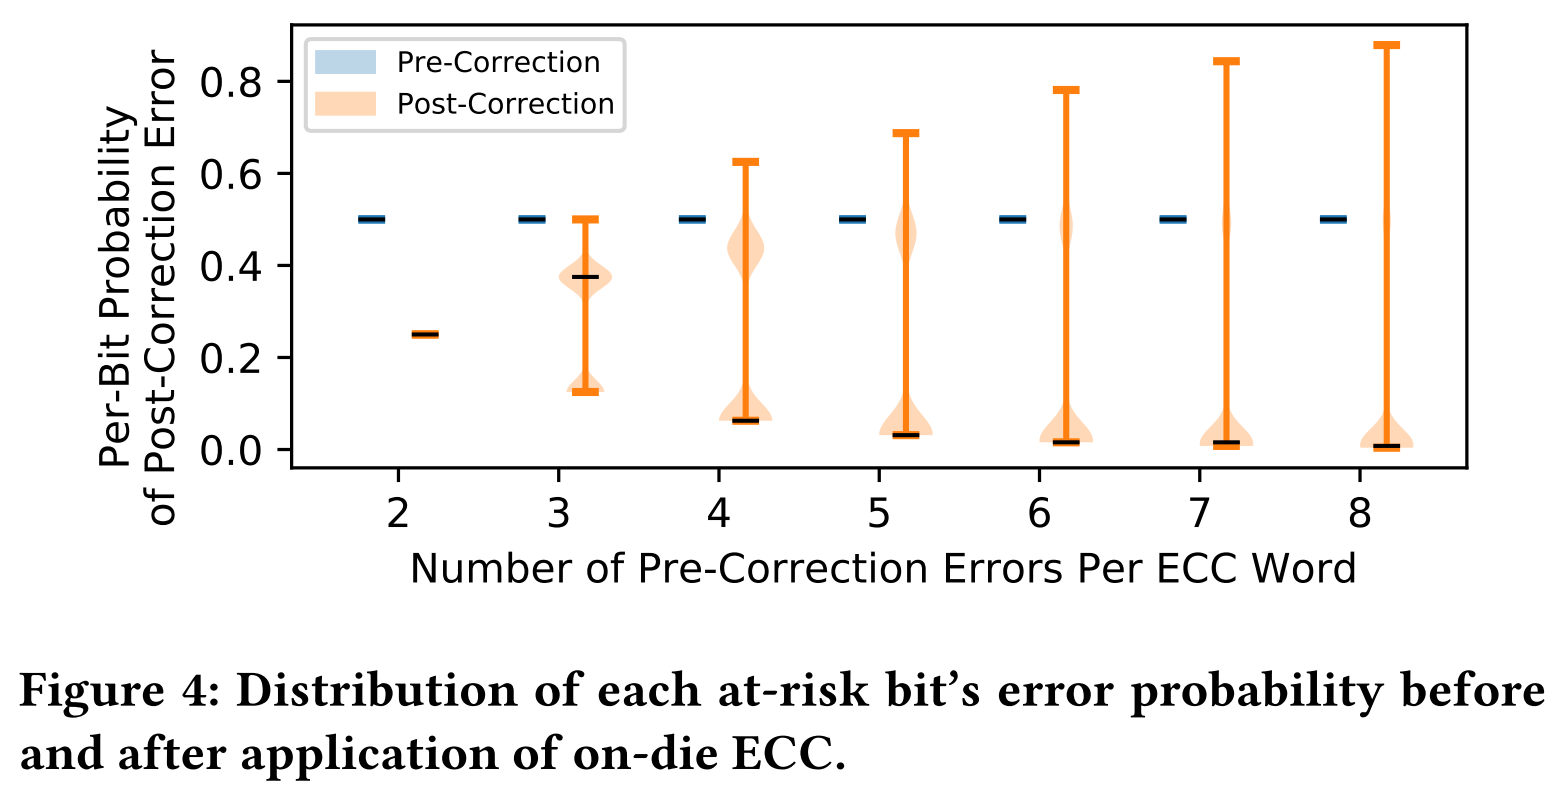 Pre-Correction
Post-Correction
Per-Bit Probability
of Post-Correction Error
0.8
0.6
0.4
0.2
0.0
2 3 4 5 6 7 8
Number of Pre-Correction Errors Per ECC Word
Figure 4: Distribution of each at-risk bit’s error probability before
and after application of on-die ECC.